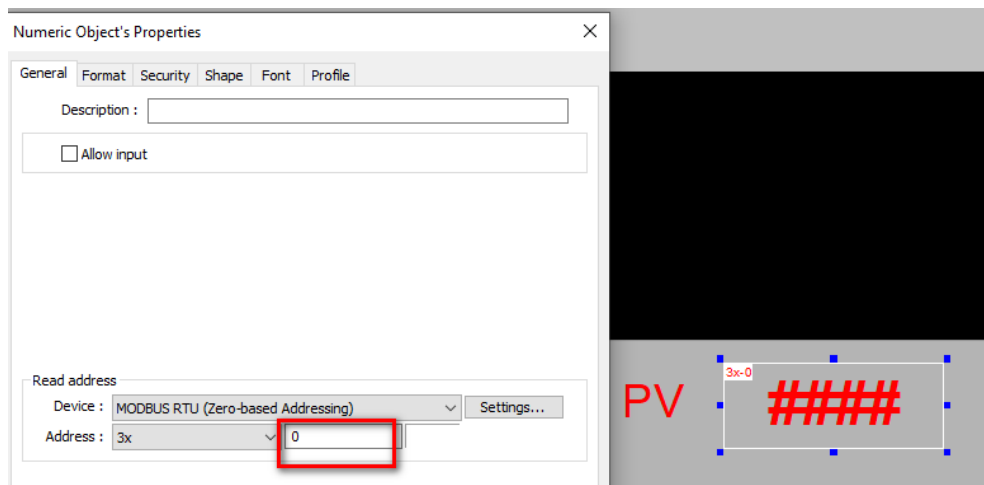 Numeric Object's Properties
General Format Security Shape Font Profile
Description :
Allow input
Read address
Device : MODBUS RTU (Zero-based Addressing) Settings...
Address : 3x 0
PV
3x-0
####